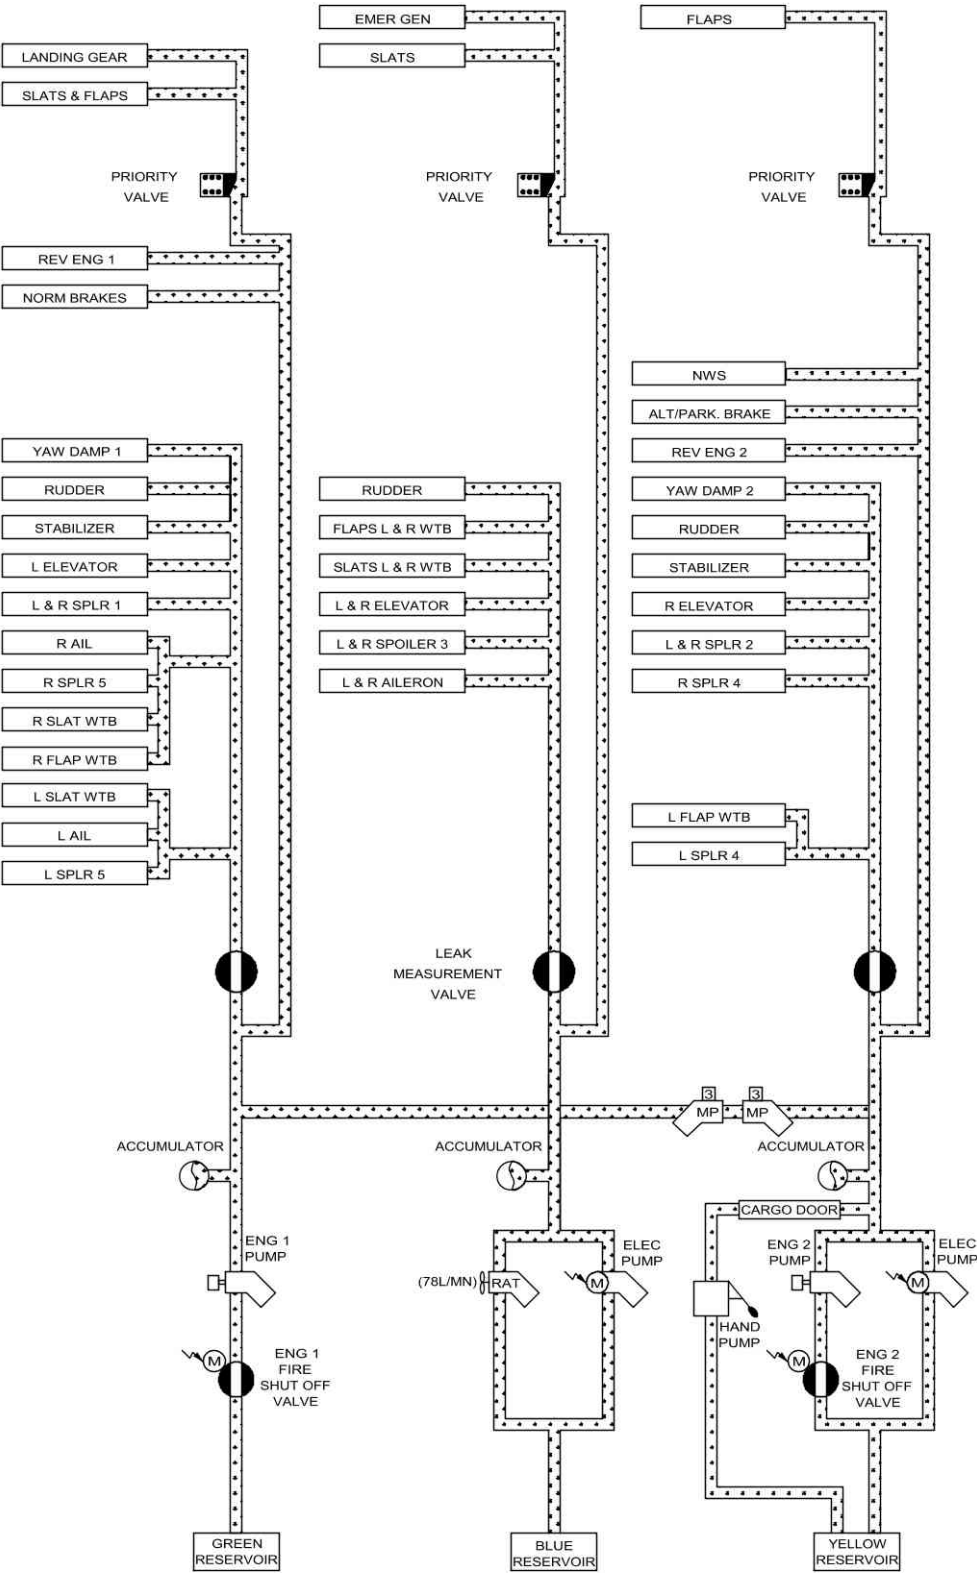 EMER GEN
FLAPS
LANDING GEAR
SLATS
SLATS & FLAPS
PRIORITY
VALVE
PRIORITY
VALVE
PRIORITY
VALVE
REV ENG 1
NORM BRAKES
NWS
ALT/PARK. BRAKE
REV ENG 2
YAW DAMP 1
RUDDER
STABILIZER
L ELEVATOR
L & R SPLR 1
R AIL
R SPLR 5
R SLAT WTB
R FLAP WTB
L SLAT WTB
L AIL
L SPLR 5
RUDDER
FLAPS L & R WTB
SLATS L & R WTB
L & R ELEVATOR
L & R SPOILER 3
L & R AILERON
YAW DAMP 2
RUDDER
STABILIZER
R ELEVATOR
L & R SPLR 2
R SPLR 4
L FLAP WTB
L SPLR 4
LEAK
MEASUREMENT
VALVE
3
3
MP
MP
ACCUMULATOR
ACCUMULATOR
ACCUMULATOR
CARGO DOOR
ENG 1
PUMP
(78L/MN)
RAT
M
ELEC
PUMP
ENG 2
PUMP
M
ELEC
PUMP
HAND
PUMP
M
ENG 1
FIRE
SHUT OFF
VALVE
M
ENG 2
FIRE
SHUT OFF
VALVE
GREEN
RESERVOIR
BLUE
RESERVOIR
YELLOW
RESERVOIR